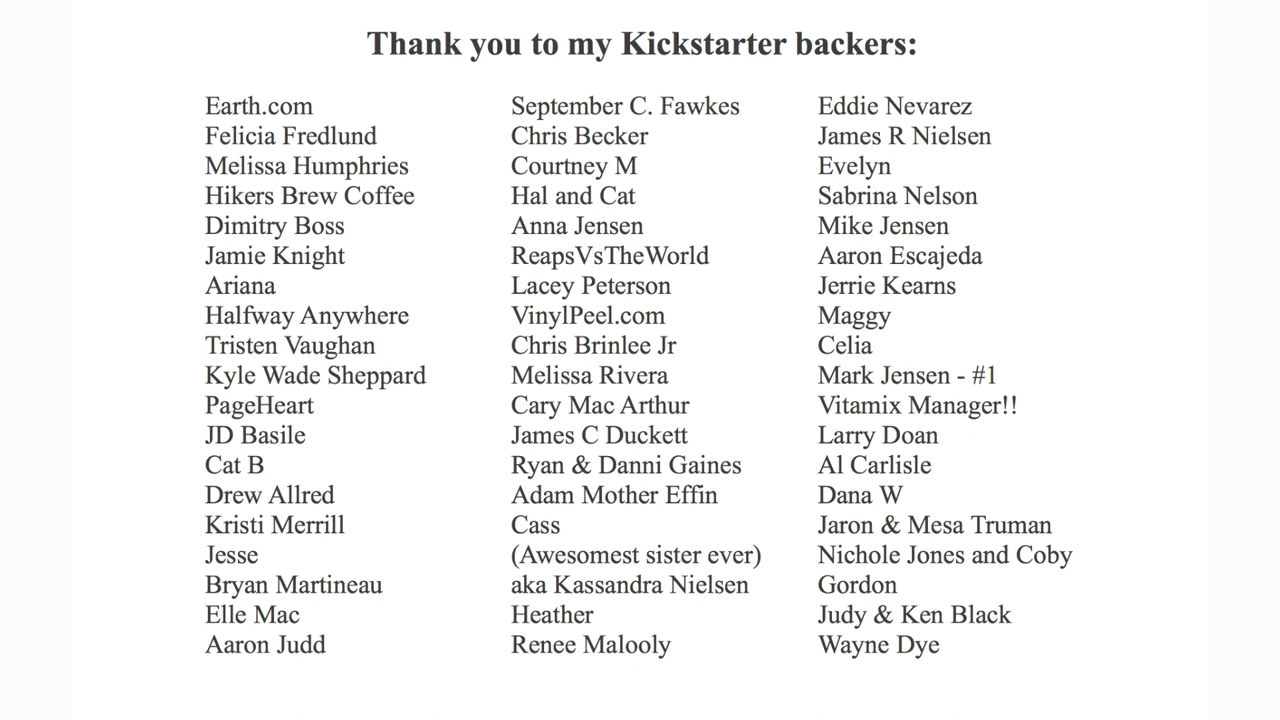 Thank you to my Kickstarter backers:
Earth.com
Felicia Fredlund
Melissa Humphries
Hikers Brew Coffee
Dimitry Boss
Jamie Knight
Ariana
Halfway Anywhere
Tristen Vaughan
Kyle Wade Sheppard
PageHeart
JD Basile
Cat B
Drew Allred
Kristi Merrill
Jesse
Bryan Martineau
Elle Mac
Aaron Judd
September C. Fawkes
Chris Becker
Courtney M
Hal and Cat
Anna Jensen
ReapsVsTheWorld
Lacey Peterson
VinylPeel.com
Chris Brinlee Jr
Melissa Rivera
Cary Mac Arthur
James C Duckett
Ryan & Danni Gaines
Adam Mother Effin
Cass
(Awesomest sister ever)
aka Kassandra Nielsen
Heather
Renee Malooly
Eddie Nevarez
James R Nielsen
Evelyn
Sabrina Nelson
Mike Jensen
Aaron Escajeda
Jerrie Kearns
Maggy
Celia
Mark Jensen - #1
Vitamix Manager!!
Larry Doan
Al Carlisle
Dana W
Jaron & Mesa Truman
Nichole Jones and Coby
Gordon
Judy & Ken Black
Wayne Dye